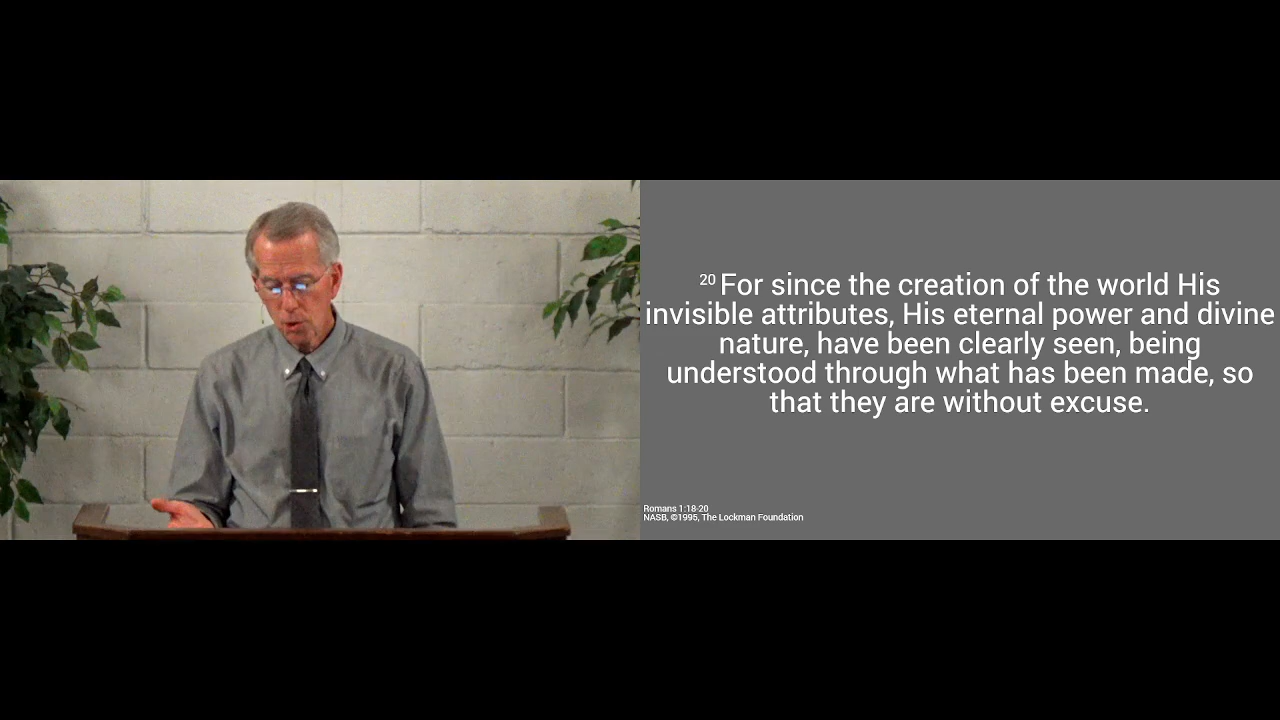 20 For since the creation of the world His
invisible attributes, His eternal power and divine
nature, have been clearly seen, being
understood through what has been made, so
that they are without excuse.
Romans 1:18-20
NASB, ©1995, The Lockman Foundation